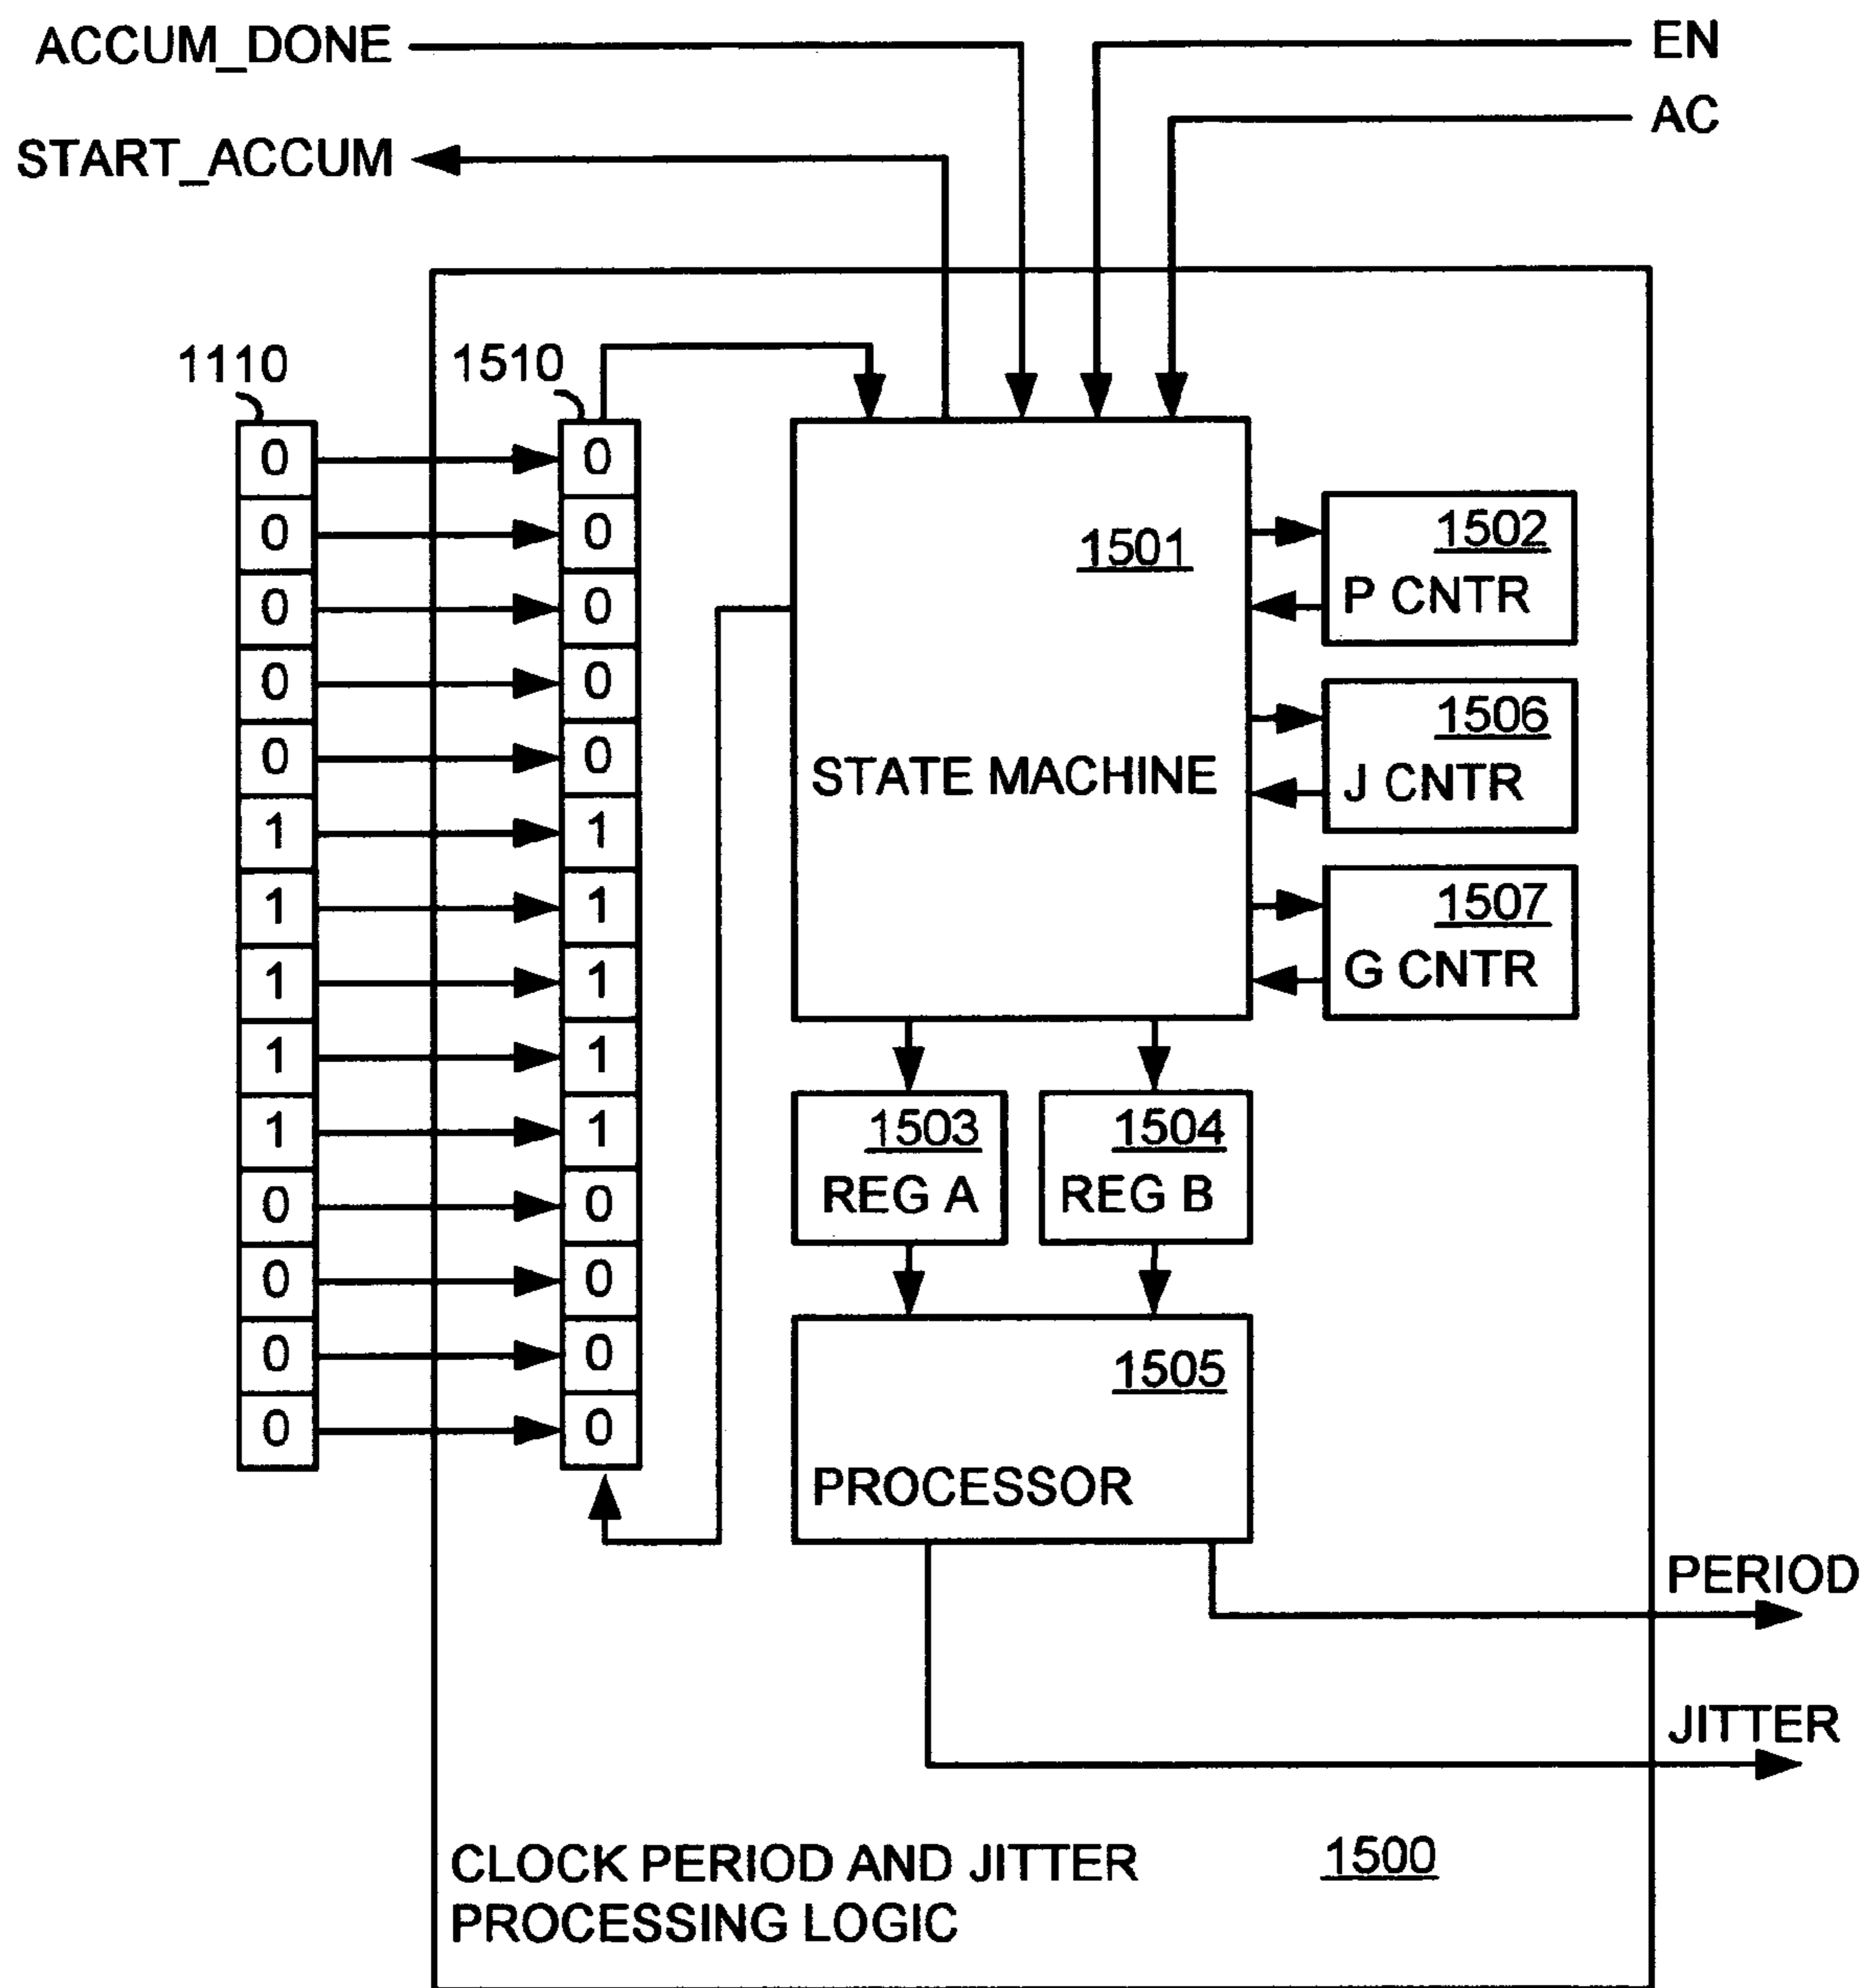 ACCUM_DONE
EN
AC
START_ACCUM
1110
1510
0 0
0 0
0 0
0 0
0 0
1 1
1 1
1 1
1 1
1 1
0 0
0 0
0 0
0 0
1501
STATE MACHINE
1502
P CNTR
1506
J CNTR
1507
G CNTR
1503
REG A
1504
REG B
1505
PROCESSOR
PERIOD
JITTER
CLOCK PERIOD AND JITTER
PROCESSING LOGIC
1500